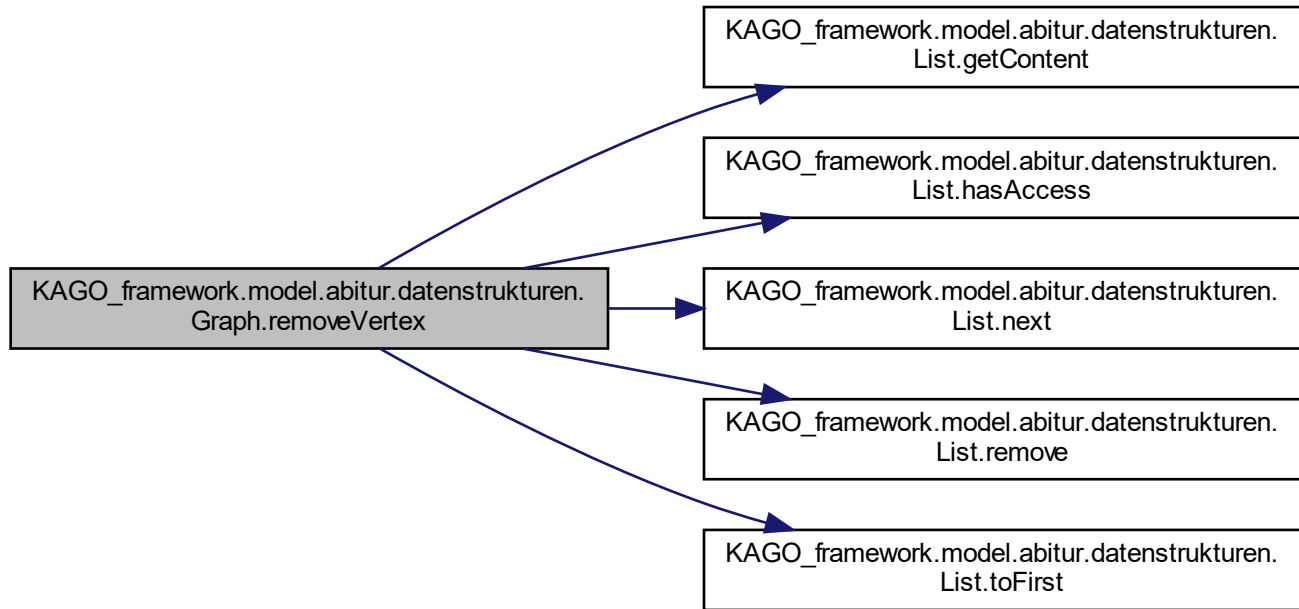 KAGO_framework.model.abitur.datenstrukturen.
List.getContent
KAGO_framework.model.abitur.datenstrukturen.
List.hasAccess
KAGO_framework.model.abitur.datenstrukturen.
Graph.removeVertex
KAGO_framework.model.abitur.datenstrukturen.
List.next
KAGO_framework.model.abitur.datenstrukturen.
List.remove
KAGO_framework.model.abitur.datenstrukturen.
List.toFirst